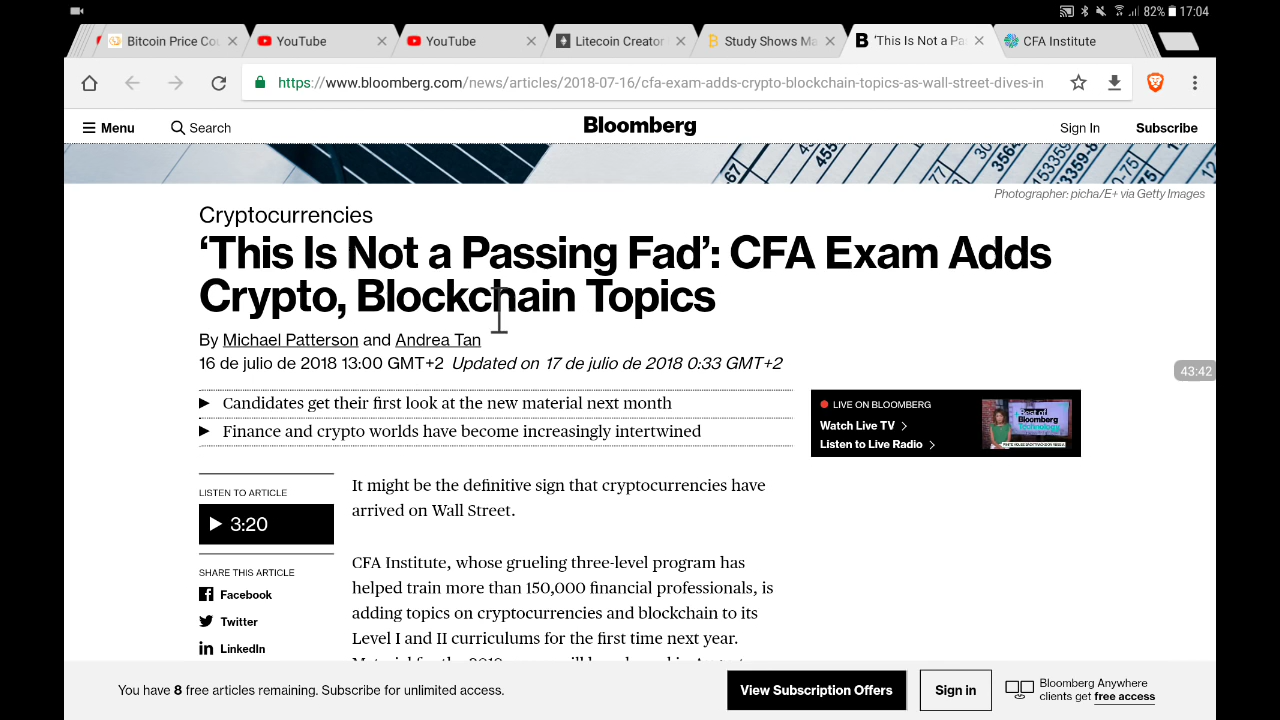 82% 17:04
Bitcoin Price Co
YouTube
YouTube
Litecoin Creator
Study Shows Ma
'This Is Not a Pa
CFA Institute
https://www.bloomberg.com/news/articles/2018-07-16/cfa-exam-adds-crypto-blockchain-topics-as-wall-street-dives-in
Menu
Search
Bloomberg
Sign In
Subscribe
Photographer: picha/E+ via Getty Images
Cryptocurrencies
‘This Is Not a Passing Fad’: CFA Exam Adds
Crypto, Blockchain Topics
By Michael Patterson and Andrea Tan
16 de julio de 2018 13:00 GMT+2 Updated on 17 de julio de 2018 0:33 GMT+2
43:42
Candidates get their first look at the new material next month
Finance and crypto worlds have become increasingly intertwined
LIVE ON BLOOMBERG
Watch Live TV
Listen to Live Radio
Best of
Bloomberg
Technology
LISTEN TO ARTICLE
3:20
SHARE THIS ARTICLE
Facebook
Twitter
LinkedIn
It might be the definitive sign that cryptocurrencies have
arrived on Wall Street.
CFA Institute, whose grueling three-level program has
helped train more than 150,000 financial professionals, is
adding topics on cryptocurrencies and blockchain to its
Level I and II curriculums for the first time next year.
You have 8 free articles remaining. Subscribe for unlimited access.
View Subscription Offers
Sign in
Bloomberg Anywhere
clients get free access